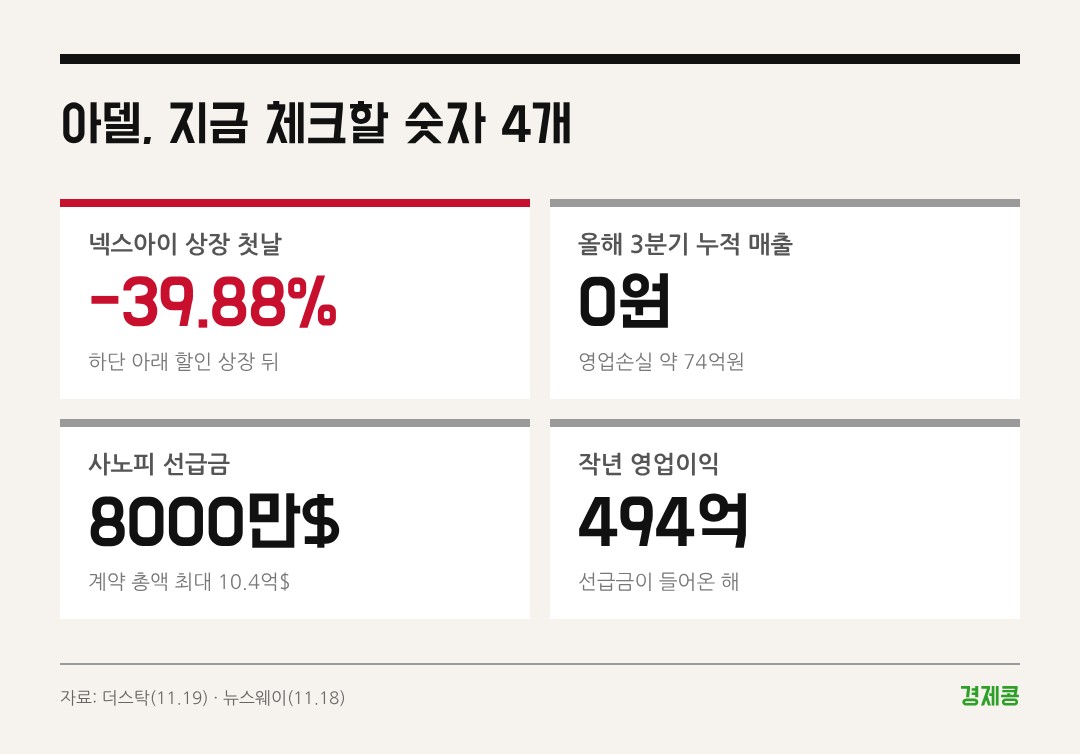 아델, 지금 체크할 숫자 4개
넥스아이 상장 첫날
-39.88%
하단 아래 할인 상장 뒤
올해 3분기 누적 매출
0원
영업손실 약 74억원
사노피 선급금
8000만$
계약 총액 최대 10.4억$
작년 영업이익
494억
선급금이 들어온 해
자료: 더스탁(11.19) · 뉴스웨이(11.18)
경제콩